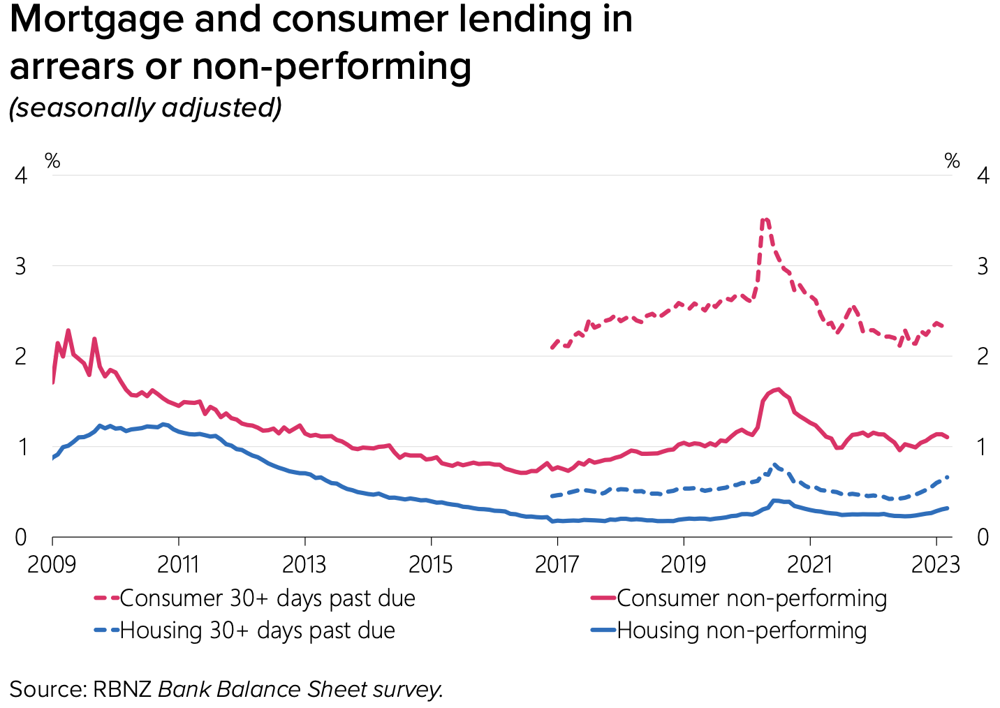 Mortgage and consumer lending in
arrears or non-performing
(seasonally adjusted)
% %
4 4
3 3
2 2
1 1
0 0
2009 2011 2013 2015 2017 2019 2021 2023
Consumer 30+ days past due Consumer non-performing
Housing 30+ days past due Housing non-performing
Source: RBNZ Bank Balance Sheet survey.